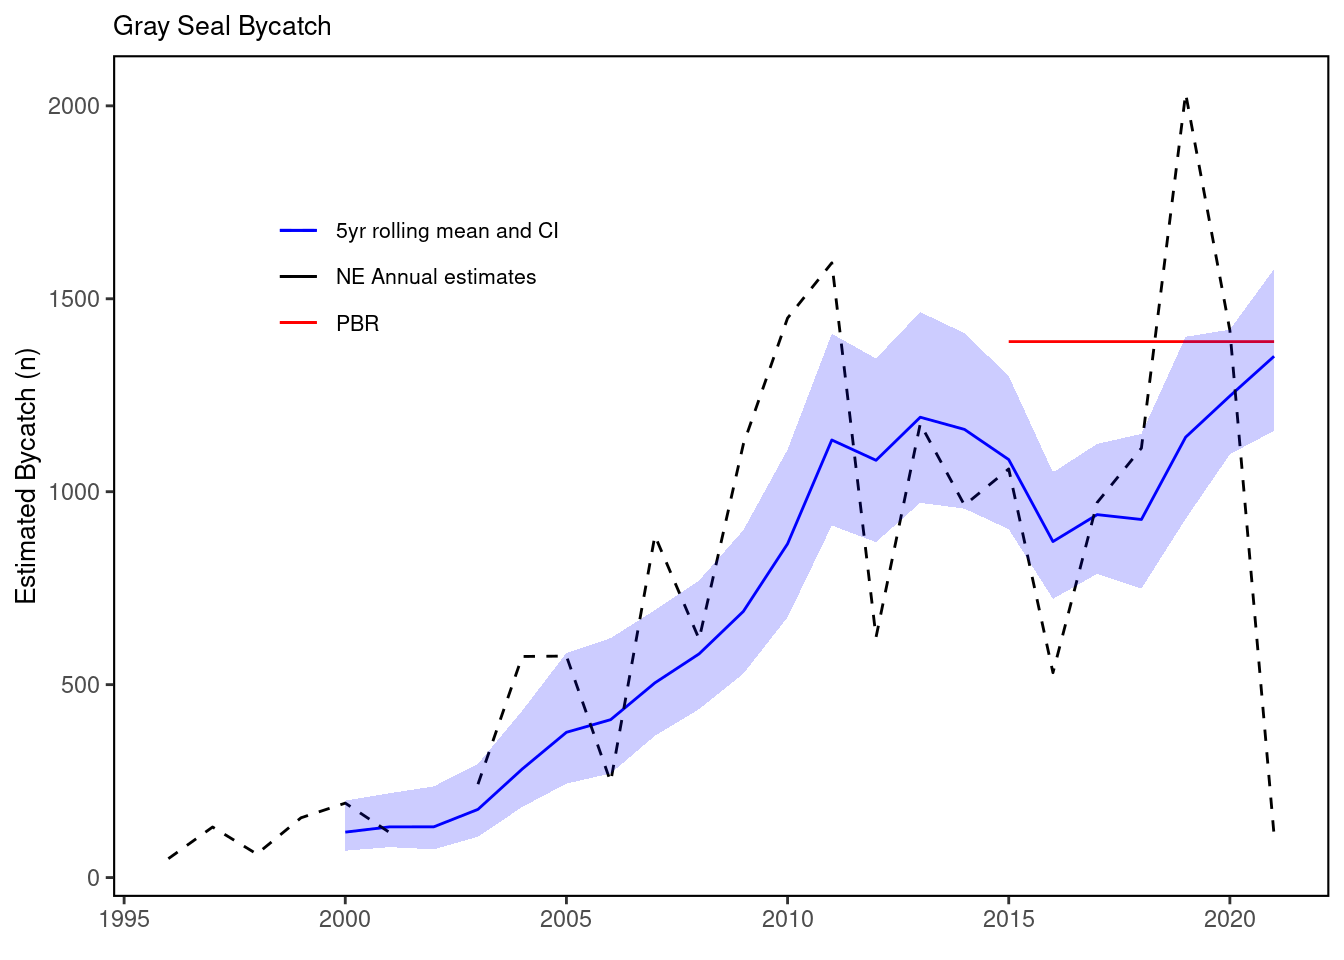 Gray Seal Bycatch
2000
1500
1000
500
0
Estimated Bycatch (n)
5yr rolling mean and CI
NE Annual estimates
PBR
1995 2000 2005 2010 2015 2020